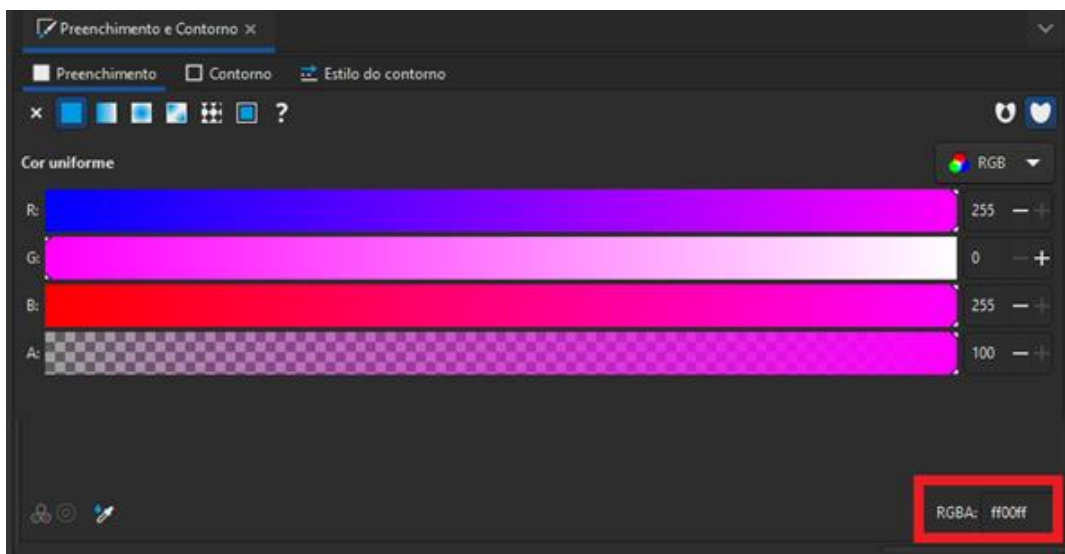 Preenchimento e Contorno ×
Preenchimento Contorno Estilo do contorno
× ?
Cor uniforme RGB
R: 255 − +
G: 0 − +
B: 255 − +
A: 100 − +
RGBA: ff00ff